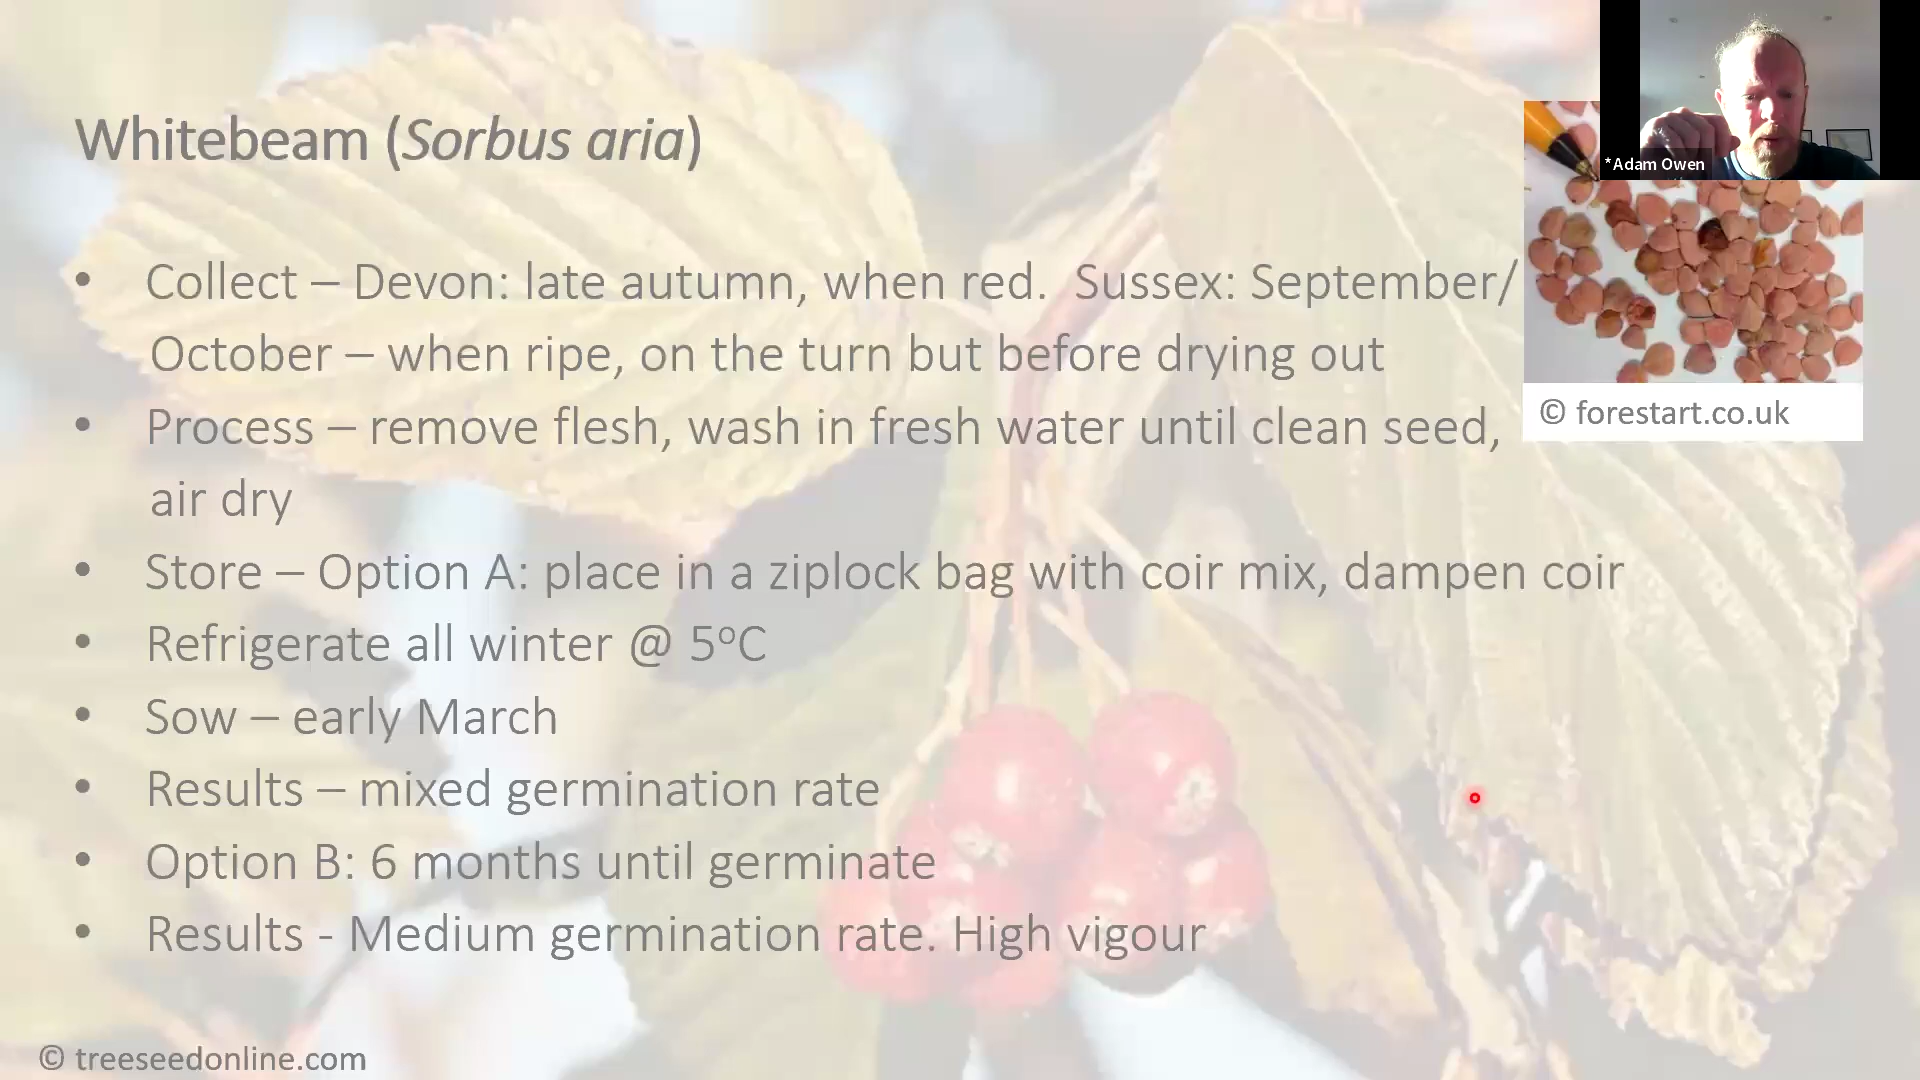 Whitebeam (Sorbus aria)
*Adam Owen
• Collect – Devon: late autumn, when red.  Sussex: September/
October – when ripe, on the turn but before drying out
© forestart.co.uk
• Process – remove flesh, wash in fresh water until clean seed,
air dry
• Store – Option A: place in a ziplock bag with coir mix, dampen coir
• Refrigerate all winter @ 5ºC
• Sow – early March
• Results – mixed germination rate
• Option B: 6 months until germinate
• Results - Medium germination rate. High vigour
© treeseedonline.com